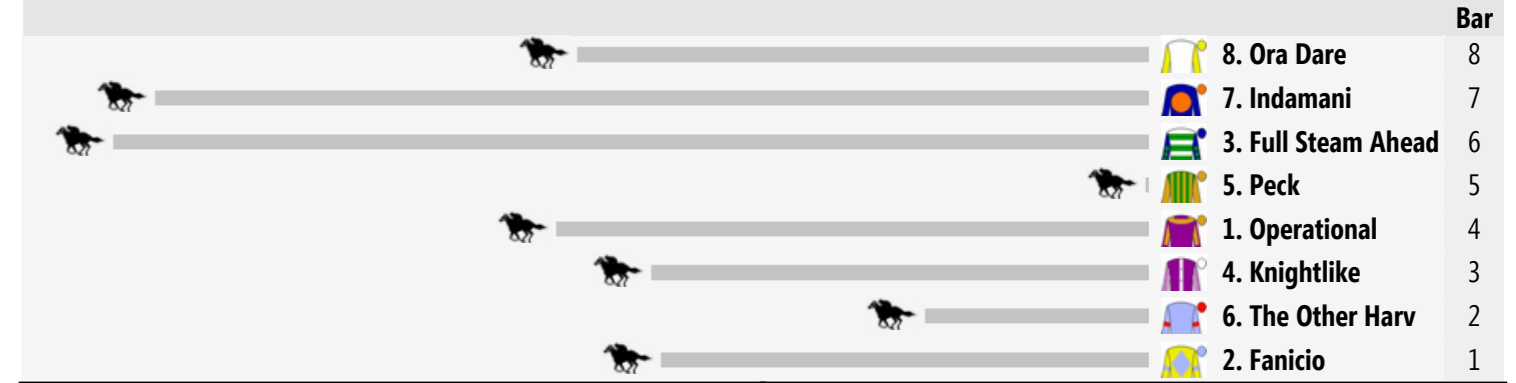 Bar
8. Ora Dare 8
7. Indamani 7
3. Full Steam Ahead 6
5. Peck 5
1. Operational 4
4. Knightlike 3
6. The Other Harv 2
2. Fanicio 1